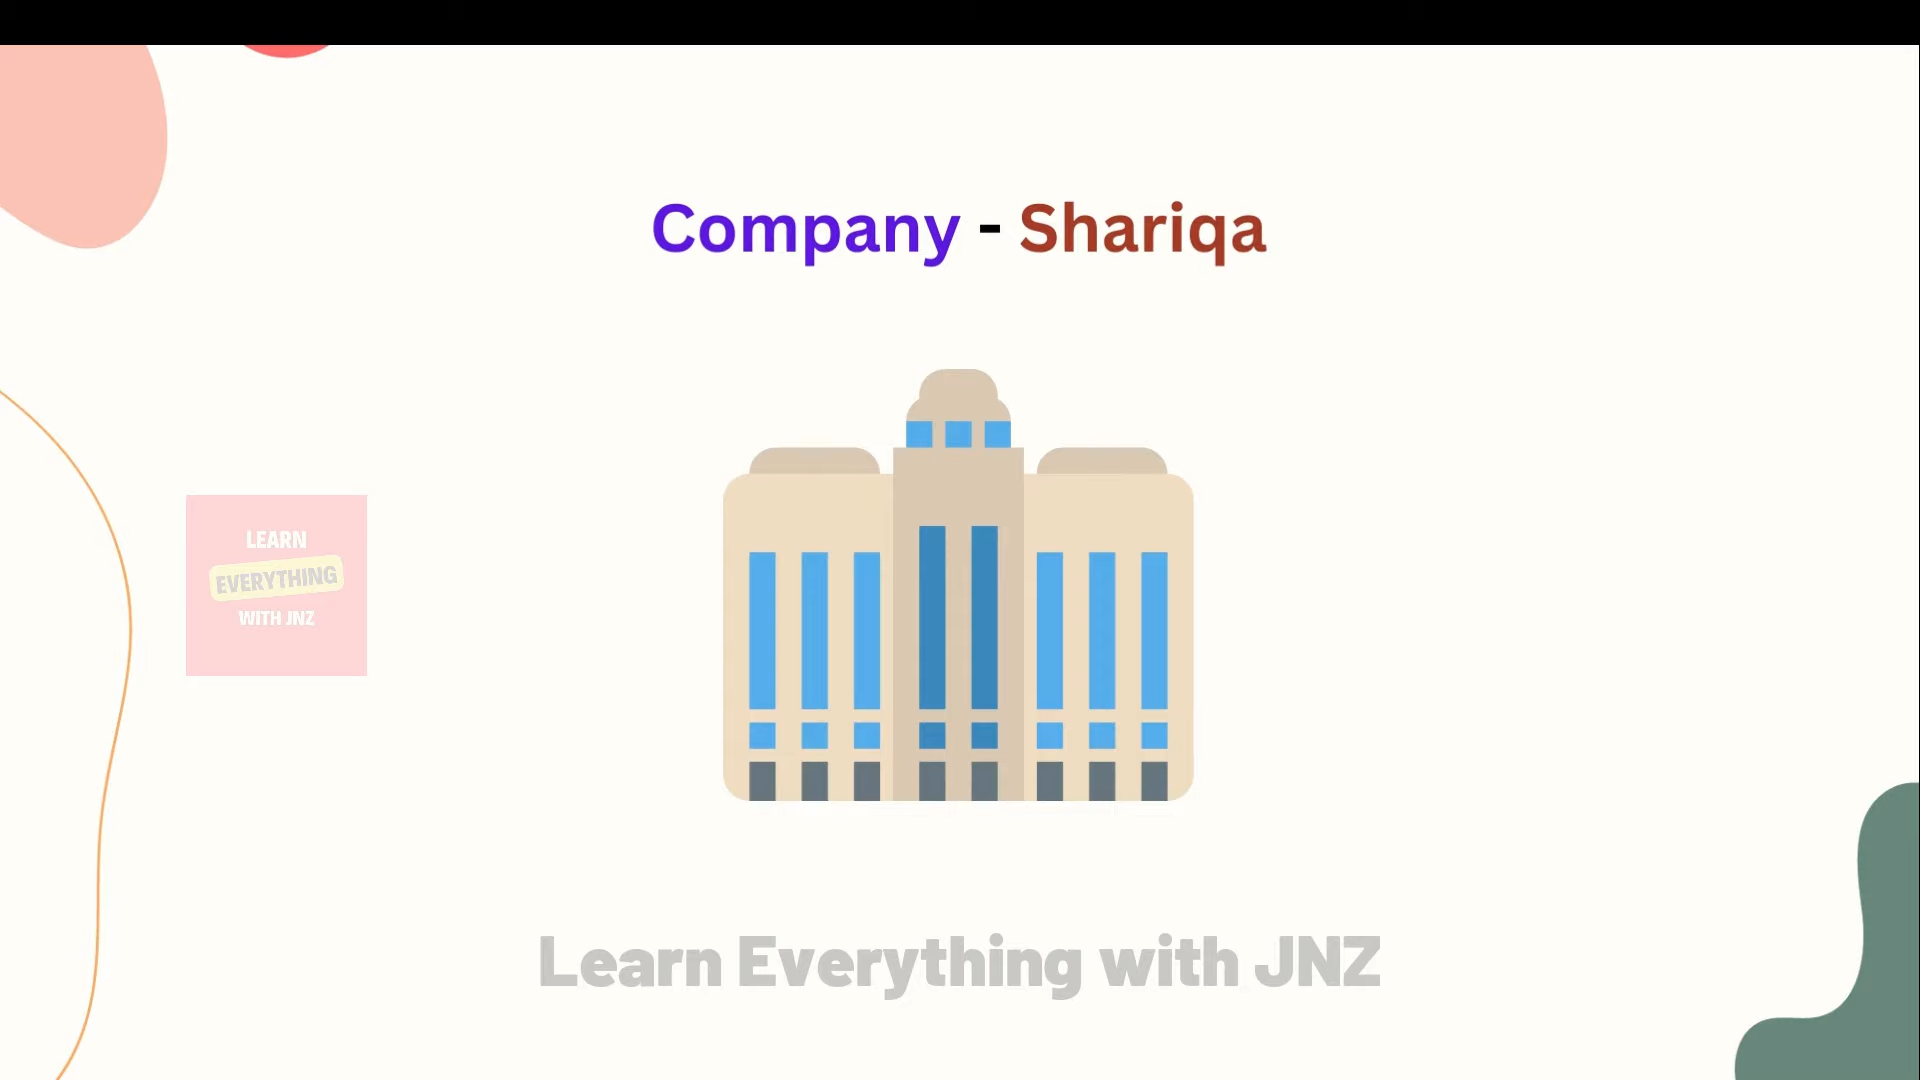 Company - Shariqa
LEARN
EVERYTHING
WITH JNZ
Learn Everything with JNZ